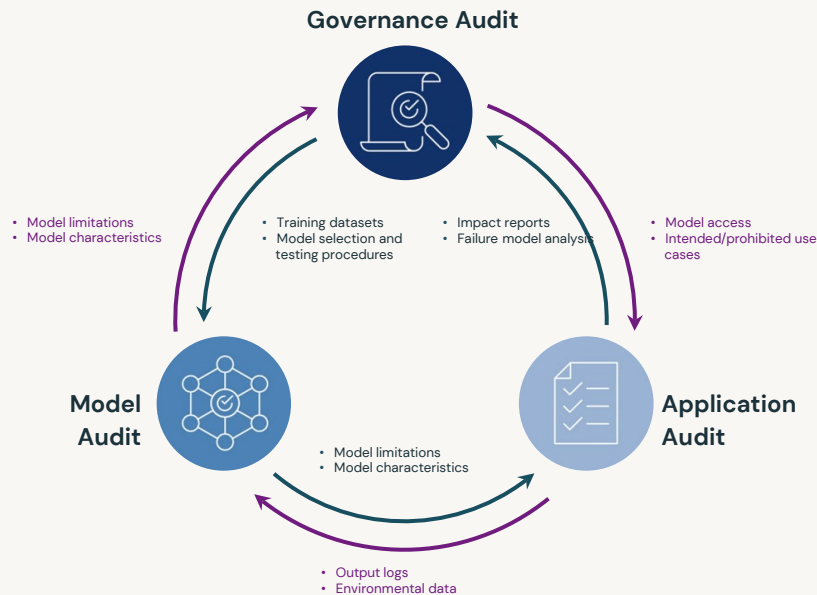 Governance Audit
• Model limitations
• Model characteristics
• Training datasets
• Model selection and
testing procedures
• Impact reports
• Failure model analysis
• Model access
• Intended/prohibited use
cases
Model
Audit
Application
Audit
• Model limitations
• Model characteristics
• Output logs
• Environmental data